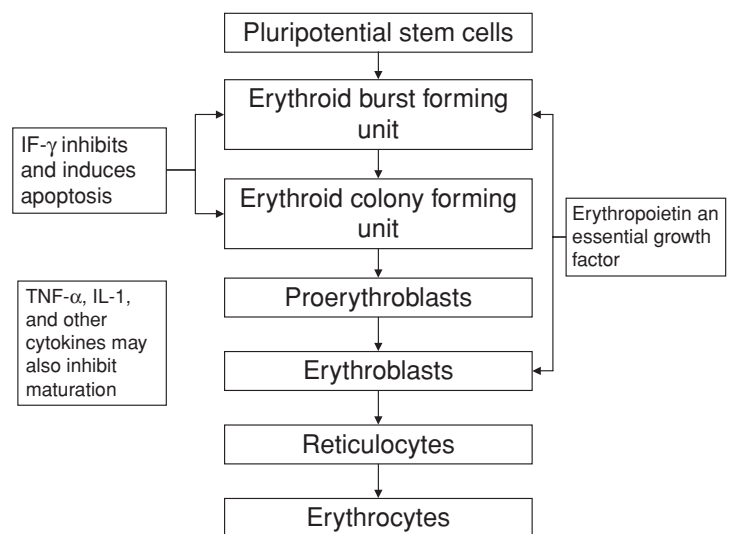 Pluripotential stem cells
Erythroid burst forming
unit
IF-γ inhibits
and induces
apoptosis
Erythroid colony forming
unit
Erythropoietin an
essential growth
factor
TNF-α, IL-1,
and other
cytokines may
also inhibit
maturation
Proerythroblasts
Erythroblasts
Reticulocytes
Erythrocytes